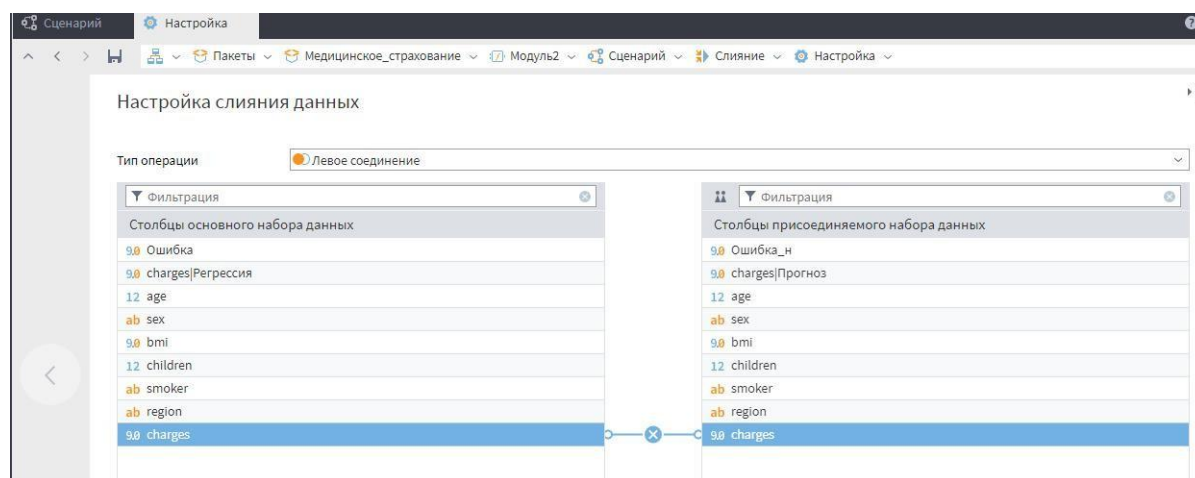 Сценарий Настройка
Пакеты Медицинское_страхование Модуль2 Сценарий Слияние Настройка
Настройка слияния данных
Тип операции Левое соединение
Фильтрация Фильтрация
Столбцы основного набора данных Столбцы присоединяемого набора данных
9.0 Ошибка 9.0 Ошибка_н
9.0 charges|Регрессия 9.0 charges|Прогноз
12 age 12 age
ab sex ab sex
9.0 bmi 9.0 bmi
12 children 12 children
ab smoker ab smoker
ab region ab region
9.0 charges 9.0 charges